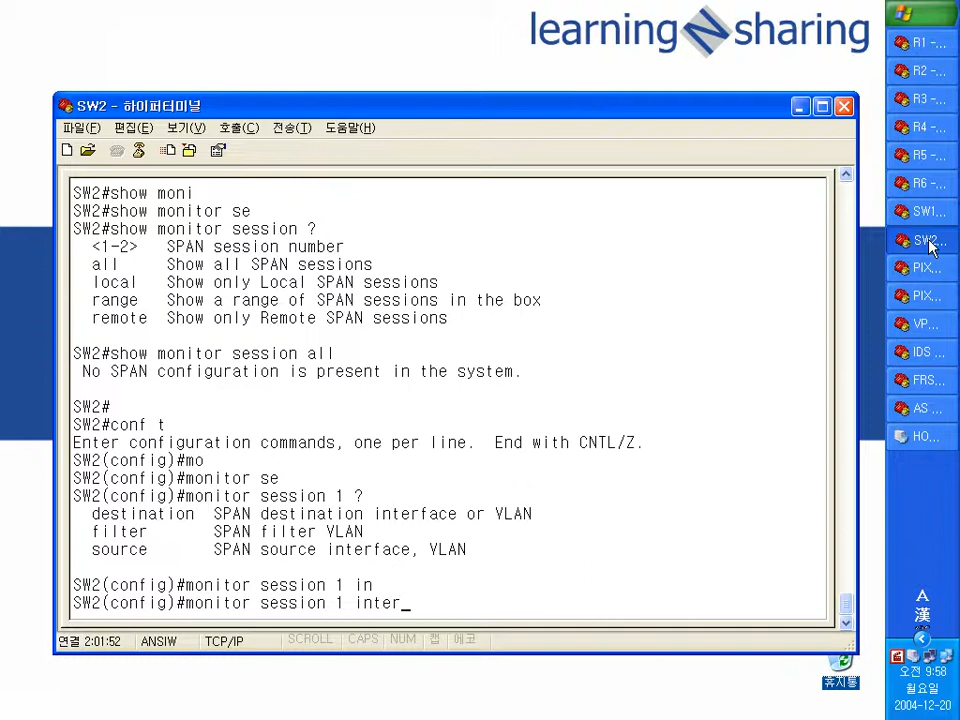 learning N sharing
SW2 - 하이퍼터미널
파일(F) 편집(E) 보기(V) 호출(C) 전송(T) 도움말(H)
SW2#show moni
SW2#show monitor se
SW2#show monitor session ?
<1-2> SPAN session number
all Show all SPAN sessions
local Show only Local SPAN sessions
range Show a range of SPAN sessions in the box
remote Show only Remote SPAN sessions
SW2#show monitor session all
No SPAN configuration is present in the system.
SW2#
SW2#conf t
Enter configuration commands, one per line. End with CNTL/Z.
SW2(config)#mo
SW2(config)#monitor se
SW2(config)#monitor session 1 ?
destination SPAN destination interface or VLAN
filter SPAN filter VLAN
source SPAN source interface, VLAN
SW2(config)#monitor session 1 in
SW2(config)#monitor session 1 inter_
연결 2:01:52 ANSIW TCP/IP SCROLL CAPS NUM 캡 에코
휴지통
R1 -...
R2 -...
R3 -...
R4 -...
R5 -...
R6 -...
SW1...
SW2...
PIX...
PIX...
VP...
IDS ...
FRS...
AS ...
HO...
A
漢
오전 9:58
월요일
2004-12-20